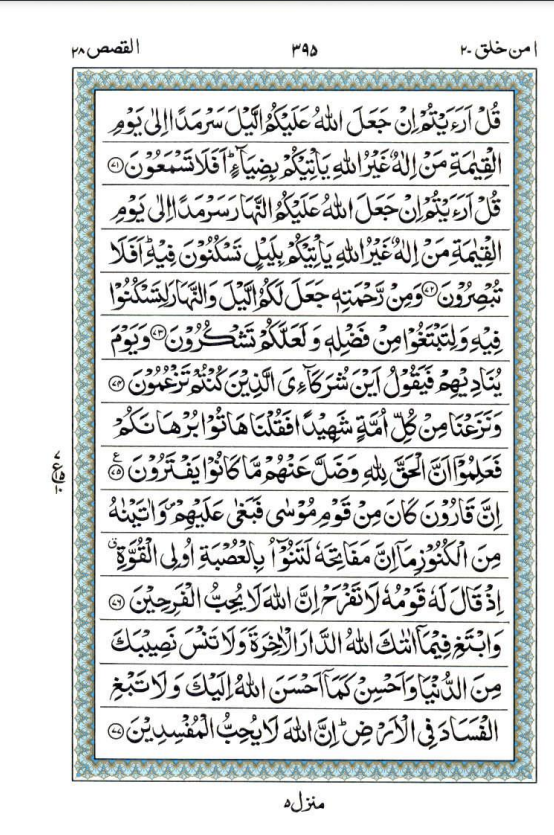 امن خلق ۲۰ ۳۹۵ القصص ۲۸
قُلْ اَرَءَيْتُمْ اِنْ جَعَلَ اللّٰهُ عَلَيْكُمُ الَّيْلَ سَرْمَدًا اِلٰى يَوْمِ
الْقِيٰمَةِ مَنْ اِلٰهٌ غَيْرُ اللّٰهِ يَاْتِيْكُمْ بِضِيَآءٍ ؕ اَفَلَا تَسْمَعُوْنَ ﴿۷۱﴾
قُلْ اَرَءَيْتُمْ اِنْ جَعَلَ اللّٰهُ عَلَيْكُمُ النَّهَارَ سَرْمَدًا اِلٰى يَوْمِ
الْقِيٰمَةِ مَنْ اِلٰهٌ غَيْرُ اللّٰهِ يَاْتِيْكُمْ بِلَيْلٍ تَسْكُنُوْنَ فِيْهِ ؕ اَفَلَا
تُبْصِرُوْنَ ﴿۷۲﴾ وَمِنْ رَّحْمَتِهٖ جَعَلَ لَكُمُ الَّيْلَ وَالنَّهَارَ لِتَسْكُنُوْا
فِيْهِ وَلِتَبْتَغُوْا مِنْ فَضْلِهٖ وَلَعَلَّكُمْ تَشْكُرُوْنَ ﴿۷۳﴾ وَيَوْمَ
يُنَادِيْهِمْ فَيَقُوْلُ اَيْنَ شُرَكَآءِيَ الَّذِيْنَ كُنْتُمْ تَزْعُمُوْنَ ﴿۷۴﴾
وَنَزَعْنَا مِنْ كُلِّ اُمَّةٍ شَهِيْدًا فَقُلْنَا هَاتُوْا بُرْهَانَكُمْ
فَعَلِمُوْٓا اَنَّ الْحَقَّ لِلّٰهِ وَضَلَّ عَنْهُمْ مَّا كَانُوْا يَفْتَرُوْنَ ﴿۷۵﴾ ع
اِنَّ قَارُوْنَ كَانَ مِنْ قَوْمِ مُوْسٰى فَبَغٰى عَلَيْهِمْ ۪ وَاٰتَيْنٰهُ
مِنَ الْكُنُوْزِ مَآ اِنَّ مَفَاتِحَهٗ لَتَنُوْٓاُ بِالْعُصْبَةِ اُولِى الْقُوَّةِ ۗ
اِذْ قَالَ لَهٗ قَوْمُهٗ لَا تَفْرَحْ اِنَّ اللّٰهَ لَا يُحِبُّ الْفَرِحِيْنَ ﴿۷۶﴾
وَابْتَغِ فِيْمَآ اٰتٰىكَ اللّٰهُ الدَّارَ الْاٰخِرَةَ وَلَا تَنْسَ نَصِيْبَكَ
مِنَ الدُّنْيَا وَاَحْسِنْ كَمَآ اَحْسَنَ اللّٰهُ اِلَيْكَ وَلَا تَبْغِ
الْفَسَادَ فِى الْاَرْضِ ؕ اِنَّ اللّٰهَ لَا يُحِبُّ الْمُفْسِدِيْنَ ﴿۷۷﴾
منزل ۵